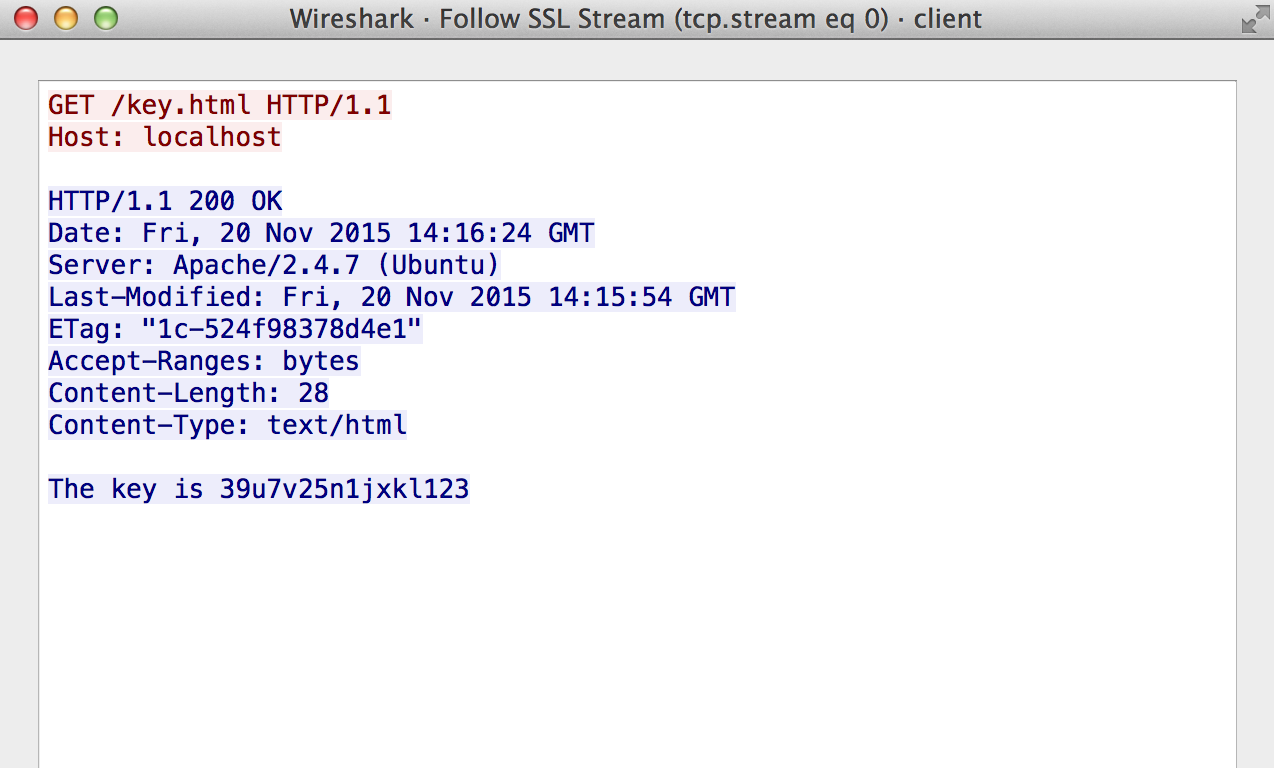 Wireshark · Follow SSL Stream (tcp.stream eq 0) · client
GET /key.html HTTP/1.1
Host: localhost
HTTP/1.1 200 OK
Date: Fri, 20 Nov 2015 14:16:24 GMT
Server: Apache/2.4.7 (Ubuntu)
Last-Modified: Fri, 20 Nov 2015 14:15:54 GMT
ETag: "1c-524f98378d4e1"
Accept-Ranges: bytes
Content-Length: 28
Content-Type: text/html
The key is 39u7v25n1jxkl123